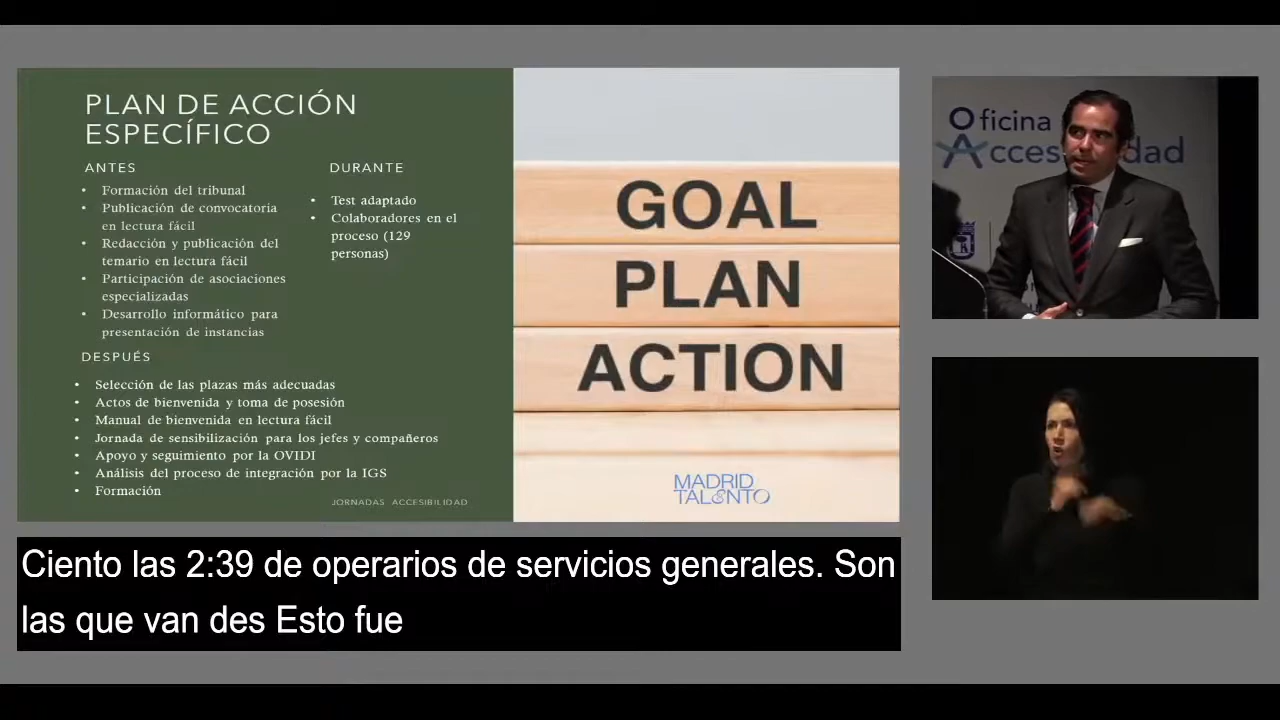 PLAN DE ACCIÓN
ESPECÍFICO
ANTES
• Formación del tribunal
• Publicación de convocatoria
en lectura fácil
• Redacción y publicación del
temario en lectura fácil
• Participación de asociaciones
especializadas
• Desarrollo informático para
presentación de instancias
DURANTE
• Test adaptado
• Colaboradores en el
proceso (129
personas)
DESPUÉS
• Selección de las plazas más adecuadas
• Actos de bienvenida y toma de posesión
• Manual de bienvenida en lectura fácil
• Jornada de sensibilización para los jefes y compañeros
• Apoyo y seguimiento por la OVIDI
• Análisis del proceso de integración por la IGS
• Formación
JORNADAS ACCESIBILIDAD
GOAL
PLAN
ACTION
MADRID
TALENTO
Oficina
Acces dad
Ciento las 2:39 de operarios de servicios generales. Son
las que van des Esto fue